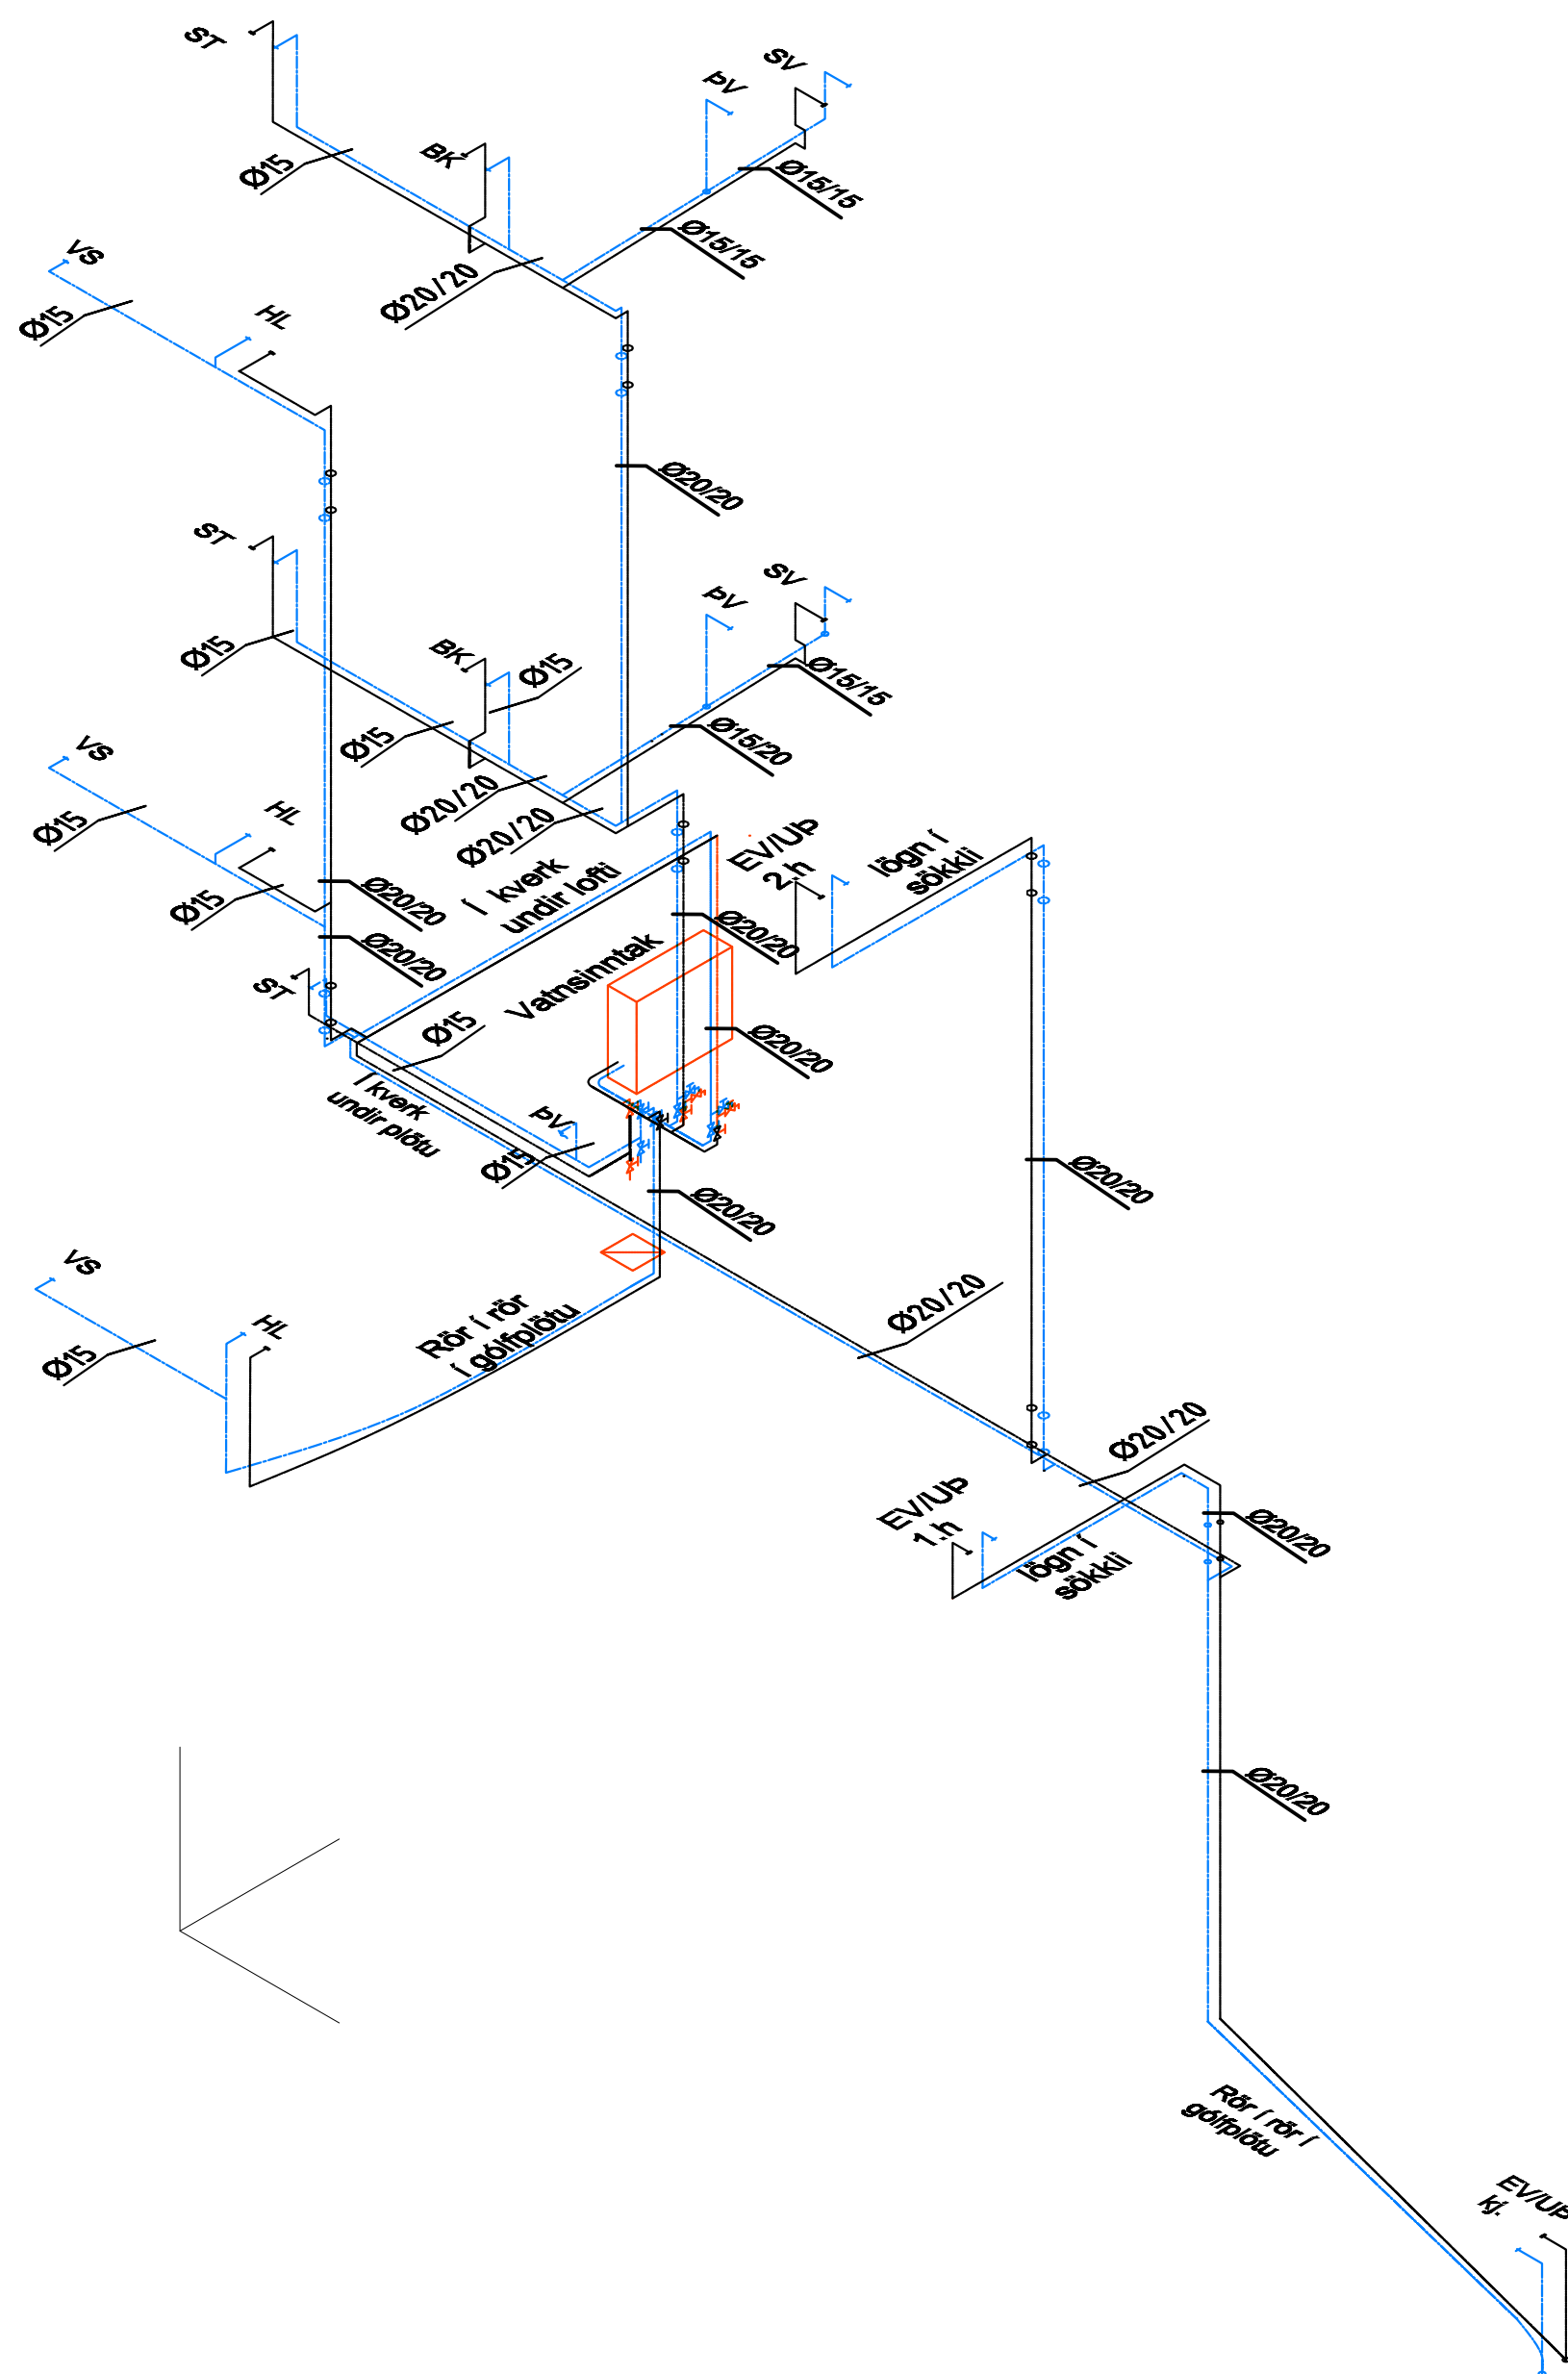 ST
SV
ÞV
BK
Ø15
Ø15/15
Ø15/15
VS
Ø20/20
HL
Ø15
Ø20/20
ST
SV
ÞV
BK
Ø15
Ø15
Ø15/15
VS
Ø15
Ø15/20
HL
Ø15
Ø20/20
Ø20/20
EV/UÞ
2.h
lögn í
sökkli
Í kverk
undir lofti
Ø15
Ø20/20
Ø20/20
Ø20/20
ST
Vatnsinntak
Ø15
Ø20/20
Í kverk
undir plötu
ÞV
Ø15
Ø20/20
Ø20/20
VS
HL
Ø15
Rör í rör
í gólfplötu
Ø20/20
Ø20/20
EV/UÞ
1.h
lögn í
sökkli
Ø20/20
Ø20/20
Rör í rör í
gólfplötu
EV/UÞ
kj.